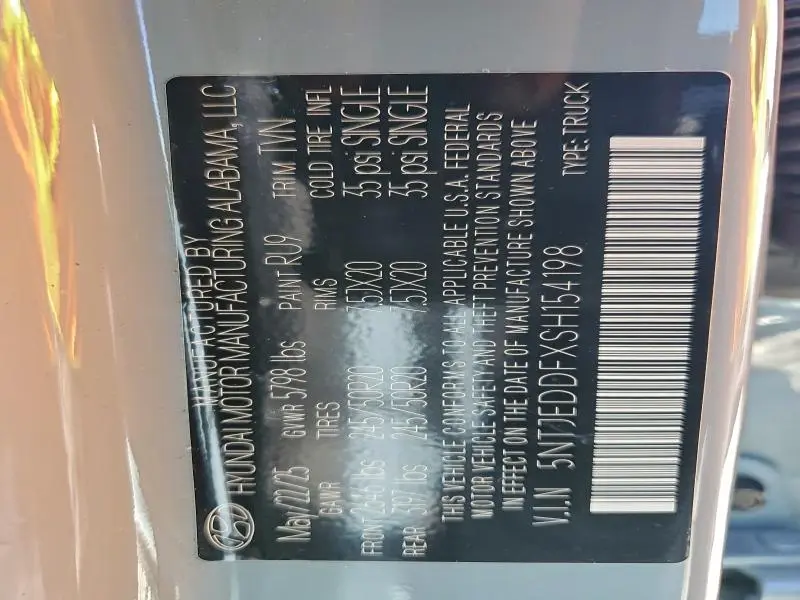 MANUFACTURED BY
HYUNDAI MOTOR MANUFACTURING ALABAMA, LLC
May/22/25 GVWR 5798 lbs PAINT RU9 TRIM TVN
GAWR TIRES RIMS COLD TIRE INFL
FRONT lbs 245/50R20 7.5JX20 35 psi SINGLE
REAR 3197 lbs 245/50R20 7.5JX20 35 psi SINGLE
THIS VEHICLE CONFORMS TO ALL APPLICABLE U.S.A. FEDERAL
MOTOR VEHICLE SAFETY AND THEFT PREVENTION STANDARDS
IN EFFECT ON THE DATE OF MANUFACTURE SHOWN ABOVE
V.I.N 5NTJEDDFXSH154198 TYPE: TRUCK